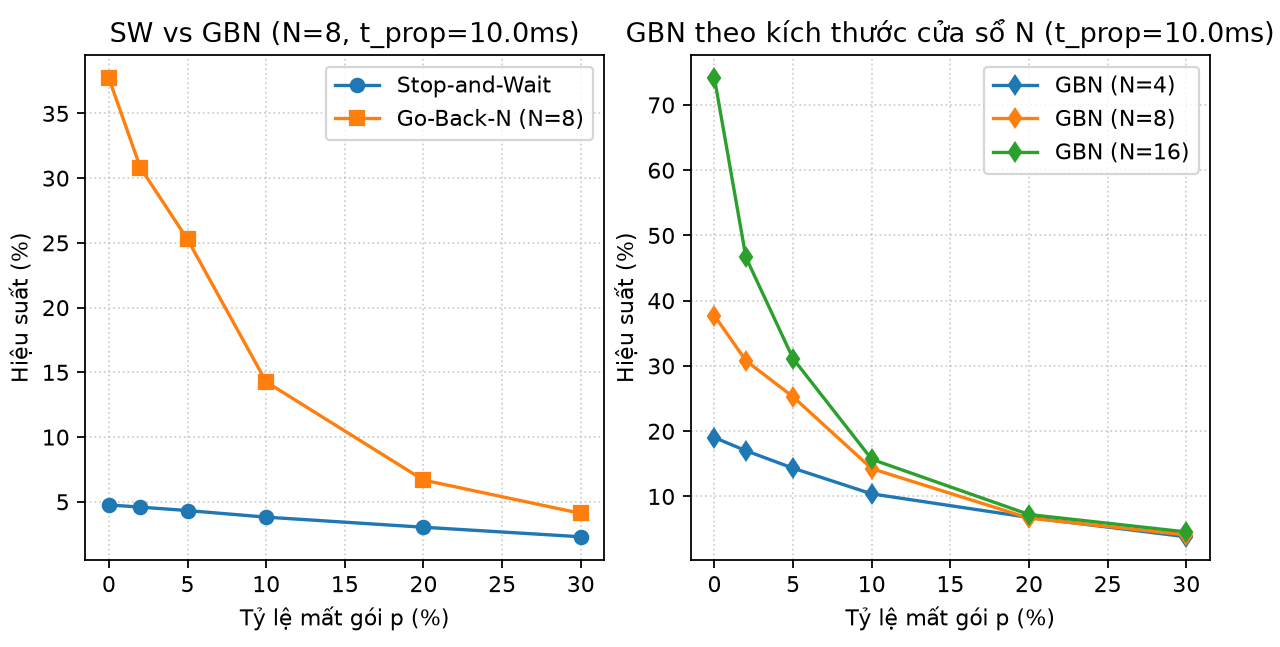 SW vs GBN (N=8, t_prop=10.0ms)
Stop-and-Wait
Go-Back-N (N=8)
Hiệu suất (%)
35
30
25
20
15
10
5
0
5
10
15
20
25
30
Tỷ lệ mất gói p (%)
GBN theo kích thước cửa sổ N (t_prop=10.0ms)
GBN (N=4)
GBN (N=8)
GBN (N=16)
Hiệu suất (%)
70
60
50
40
30
20
10
0
5
10
15
20
25
30
Tỷ lệ mất gói p (%)